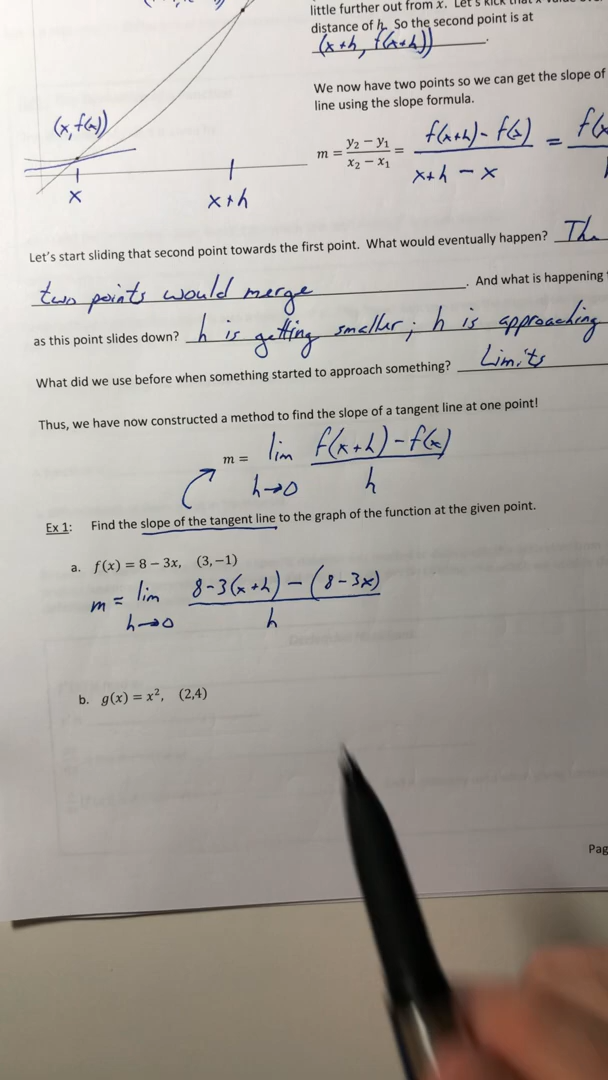 little further out from x. Let's kick that x value
distance of h. So the second point is at
(x+h, f(x+h)).
We now have two points so we can get the slope of
line using the slope formula.
(x, f(x))
m = y₂ − y₁ / x₂ − x₁ = f(x+h) - f(x) / x+h - x =
x
x+h
Let's start sliding that second point towards the first point. What would eventually happen?
two points would merge. And what is happening
as this point slides down? h is getting smaller; h is approaching
What did we use before when something started to approach something? Limits
Thus, we have now constructed a method to find the slope of a tangent line at one point!
m = lim h→0 f(x+h) - f(x) / h
Ex 1: Find the slope of the tangent line to the graph of the function at the given point.
a. f(x) = 8 − 3x, (3, −1)
m = lim h→0 8-3(x+h) - (8-3x) / h
b. g(x) = x², (2,4)